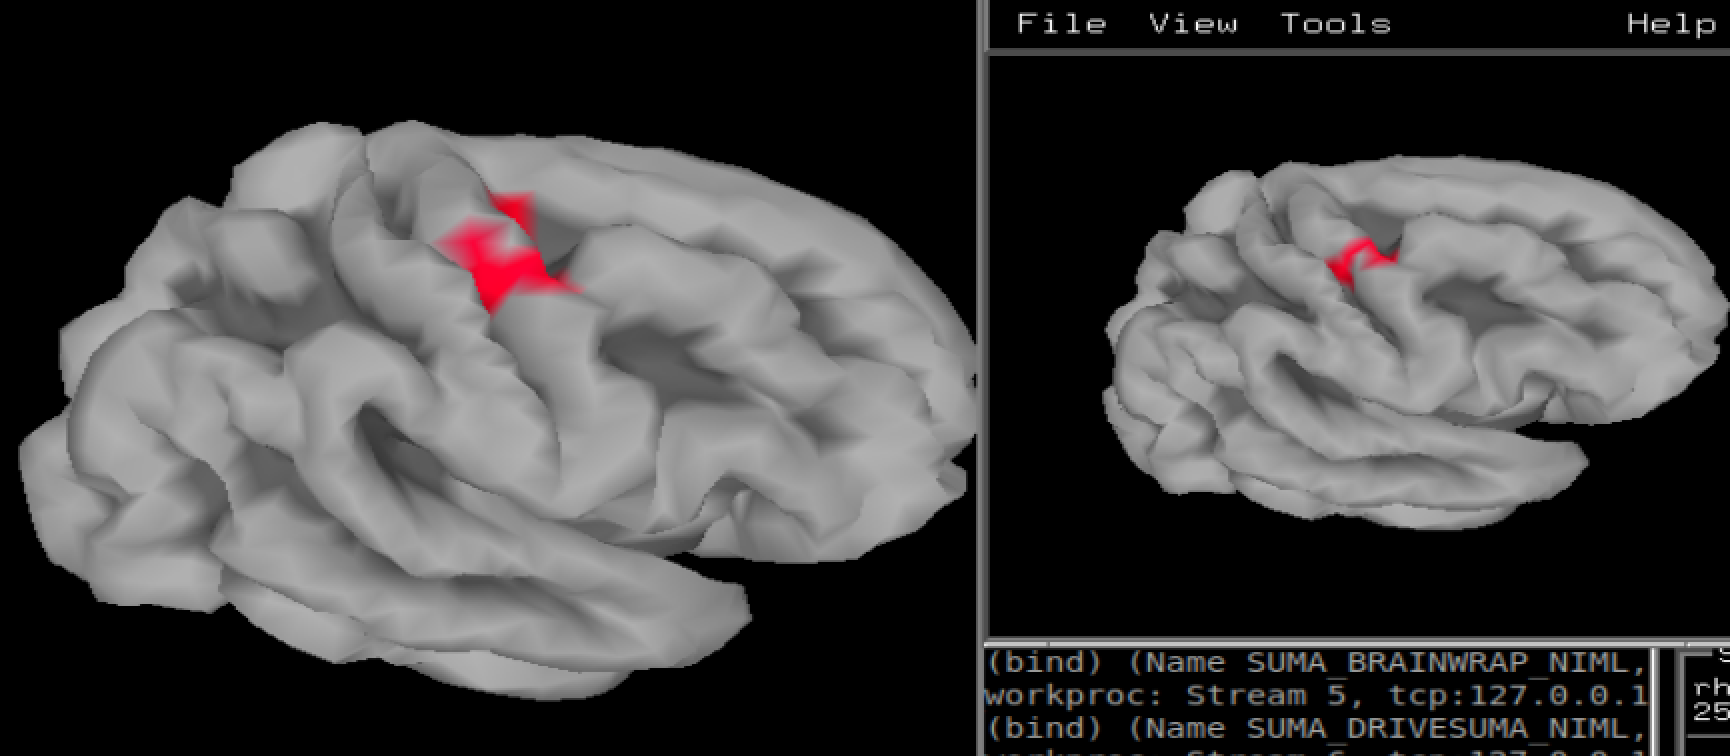 File View Tools Help
(bind) (Name SUMA_BRAINWRAP_NIML,
workproc: Stream 5, tcp:127.0.0.1
(bind) (Name SUMA_DRIVESUMA_NIML,
rh
25